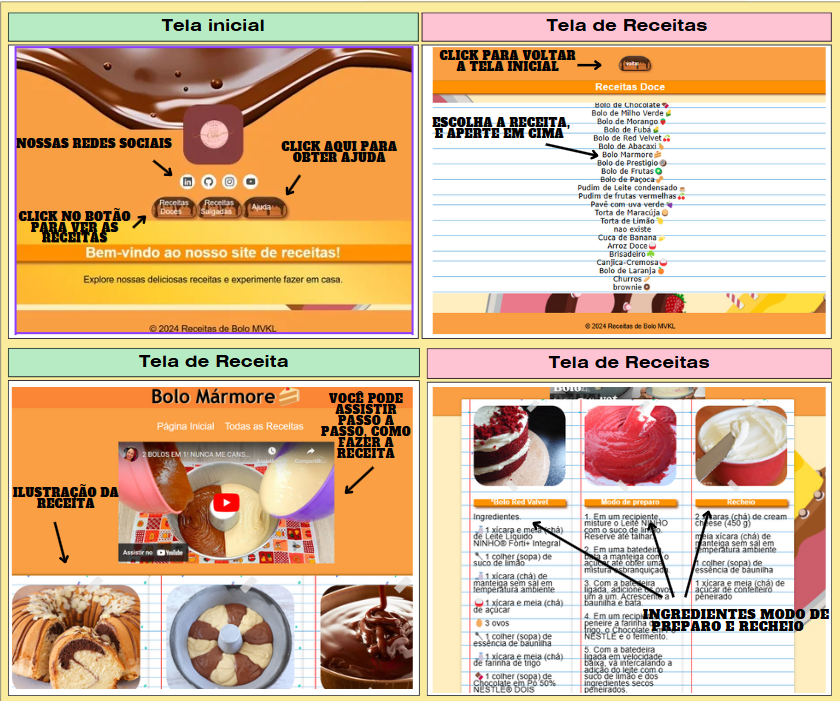 Tela inicial
NOSSAS REDES SOCIAIS
CLICK AQUI PARA
OBTER AJUDA
Receitas
Doces
Receitas
Salgadas
Ajuda
CLICK NO BOTÃO
PARA VER AS
RECEITAS
Bem-vindo ao nosso site de receitas!
Explore nossas deliciosas receitas e experimente fazer em casa.
© 2024 Receitas de Bolo MVKL
Tela de Receitas
CLICK PARA VOLTAR
A TELA INICIAL
Voltar
Receitas Doce
ESCOLHA A RECEITA,
E APERTE EM CIMA
Bolo de Chocolate
Bolo de Milho Verde
Bolo de Morango
Bolo de Fubá
Bolo de Red Velvet
Bolo de Abacaxi
Bolo Marmore
Bolo de Prestigio
Bolo de Frutas
Bolo de Paçoca
Pudim de Leite condensado
Pudim de frutas vermelhas
Pavê com uva verde
Torta de Maracúja
Torta de Limão
nao existe
Cuca de Banana
Arroz Doce
Brisadeiro
Canjica-Cremosa
Bolo de Laranja
Churros
brownie
© 2024 Receitas de Bolo MVKL
Tela de Receita
Bolo Mármore
Página Inicial Todas as Receitas
VOCÊ PODE
ASSISTIR
PASSO A
PASSO, COMO
FAZER A
RECEITA
2 BOLOS EM 1! NUNCA ME CANS...
Assistir no YouTube
ILUSTRAÇÃO DA
RECEITA
Tela de Receitas
*Bolo Red Valvet
Ingredientes
1 xícara e meia (chá)
de Leite Líquido
NINHO® Forti+ Integral
1 colher (sopa) de
suco de limão
1 xícara (chá) de
manteiga sem sal em
temperatura ambiente
1 xícara e meia (chá)
de açúcar
3 ovos
1 colher (sopa) de
essência de baunilha
1 xícara e meia (chá)
de farinha de trigo
1 colher (sopa) de
Chocolate em Pó 50%
NESTLÉ® DOIS
Modo de preparo
1. Em um recipiente,
misture o Leite NINHO
com o suco de limão.
Reserve até talhar.
2. Em uma batedeira,
bata a manteiga com o
açúcar até obter uma
mistura esbranquiçada.
3. Com a batedeira
ligada, adicione os ovos
um a um. Acrescente a
baunilha e bata.
4. Em um recipiente,
peneire a farinha de
trigo, o Chocolate
NESTLÉ e o fermento.
5. Com a batedeira
ligada em velocidade
baixa, vá intercalando a
adição do leite com o
suco de limão e dos
ingredientes secos
peneirados.
Recheio
2 xícaras (chá) de cream
cheese (450 g)
meia xícara (chá) de
manteiga sem sal em
temperatura ambiente
1 colher (sopa) de
essência de baunilha
1 xícara e meia (chá)
de açúcar de confeiteiro
peneirado
INGREDIENTES MODO DE
PREPARO E RECHEIO